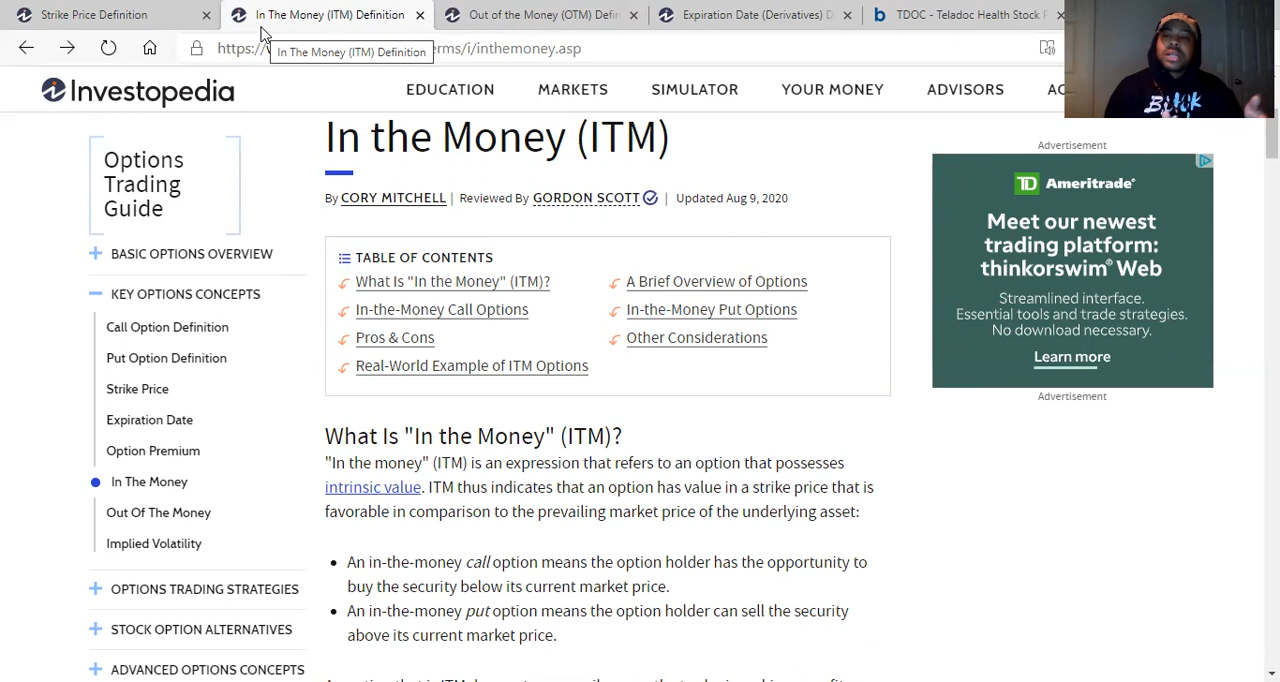 Strike Price Definition
In The Money (ITM) Definition
Out of the Money (OTM) Defin
Expiration Date (Derivatives) D
TDOC - Teladoc Health Stock
https://
erms/i/inthemoney.asp
In The Money (ITM) Definition
Investopedia
EDUCATION
MARKETS
SIMULATOR
YOUR MONEY
ADVISORS
Options
Trading
Guide
BASIC OPTIONS OVERVIEW
KEY OPTIONS CONCEPTS
Call Option Definition
Put Option Definition
Strike Price
Expiration Date
Option Premium
In The Money
Out Of The Money
Implied Volatility
OPTIONS TRADING STRATEGIES
STOCK OPTION ALTERNATIVES
ADVANCED OPTIONS CONCEPTS
In the Money (ITM)
By CORY MITCHELL | Reviewed By GORDON SCOTT | Updated Aug 9, 2020
TABLE OF CONTENTS
What Is "In the Money" (ITM)?
A Brief Overview of Options
In-the-Money Call Options
In-the-Money Put Options
Pros & Cons
Other Considerations
Real-World Example of ITM Options
What Is "In the Money" (ITM)?
"In the money" (ITM) is an expression that refers to an option that possesses
intrinsic value. ITM thus indicates that an option has value in a strike price that is
favorable in comparison to the prevailing market price of the underlying asset:
An in-the-money call option means the option holder has the opportunity to
buy the security below its current market price.
An in-the-money put option means the option holder can sell the security
above its current market price.
Advertisement
TD Ameritrade
Meet our newest
trading platform:
thinkorswim® Web
Streamlined interface.
Essential tools and trade strategies.
No download necessary.
Learn more
Advertisement